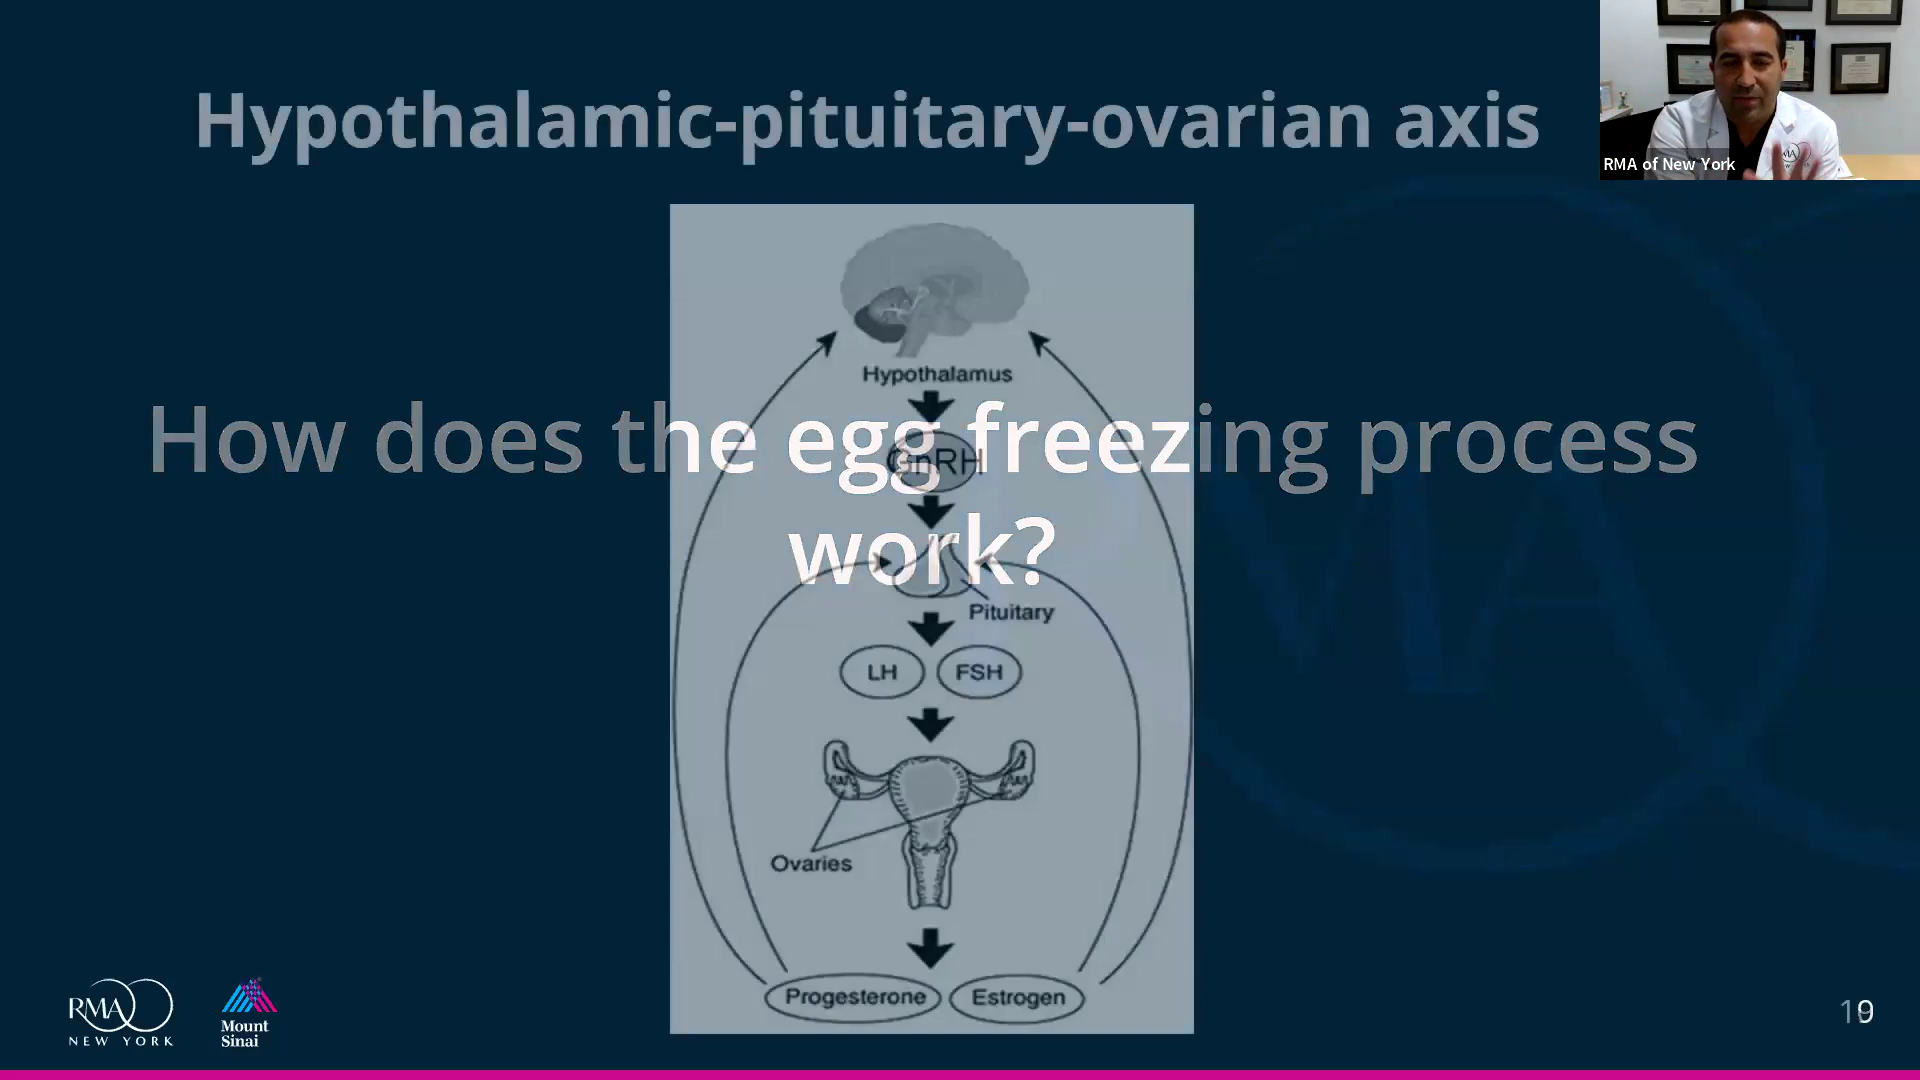 Hypothalamic-pituitary-ovarian axis
RMA of New York
Hypothalamus
How does the egg freezing process
GnRH
work?
Pituitary
LH
FSH
Ovaries
Progesterone
Estrogen
RMA
NEW YORK
Mount
Sinai